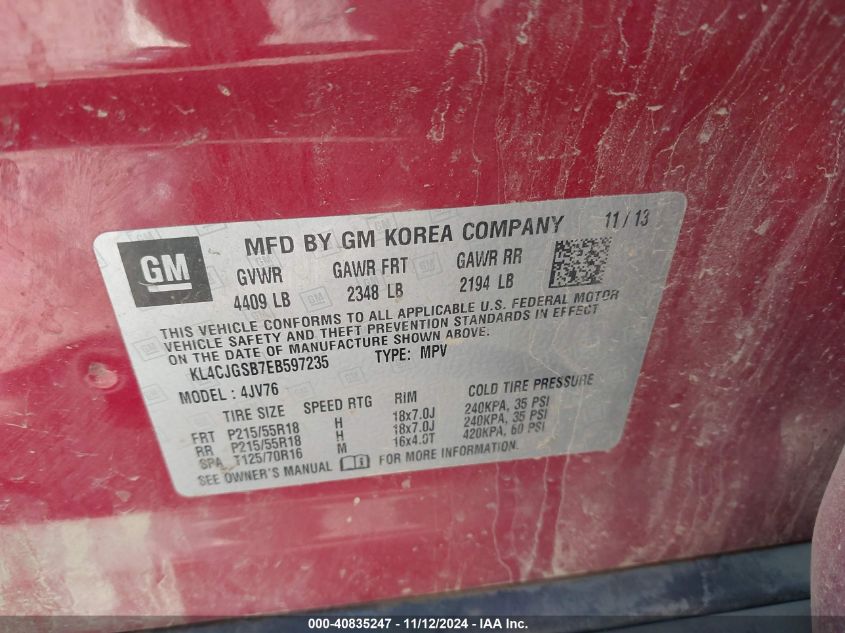 GM
MFD BY GM KOREA COMPANY 11 / 13
GVWR GAWR FRT GAWR RR
4409 LB 2348 LB 2194 LB
THIS VEHICLE CONFORMS TO ALL APPLICABLE U.S. FEDERAL MOTOR
VEHICLE SAFETY AND THEFT PREVENTION STANDARDS IN EFFECT
ON THE DATE OF MANUFACTURE SHOWN ABOVE.
KL4CJGSB7EB597235 TYPE: MPV
MODEL : 4JV76
TIRE SIZE SPEED RTG RIM COLD TIRE PRESSURE
FRT P215/55R18 H 18x7.0J 240KPA, 35 PSI
RR P215/55R18 H 18x7.0J 240KPA, 35 PSI
SPA T125/70R16 M 16x4.0T 420KPA, 60 PSI
SEE OWNER'S MANUAL FOR MORE INFORMATION.
000-40835247 - 11/12/2024 - IAA Inc.